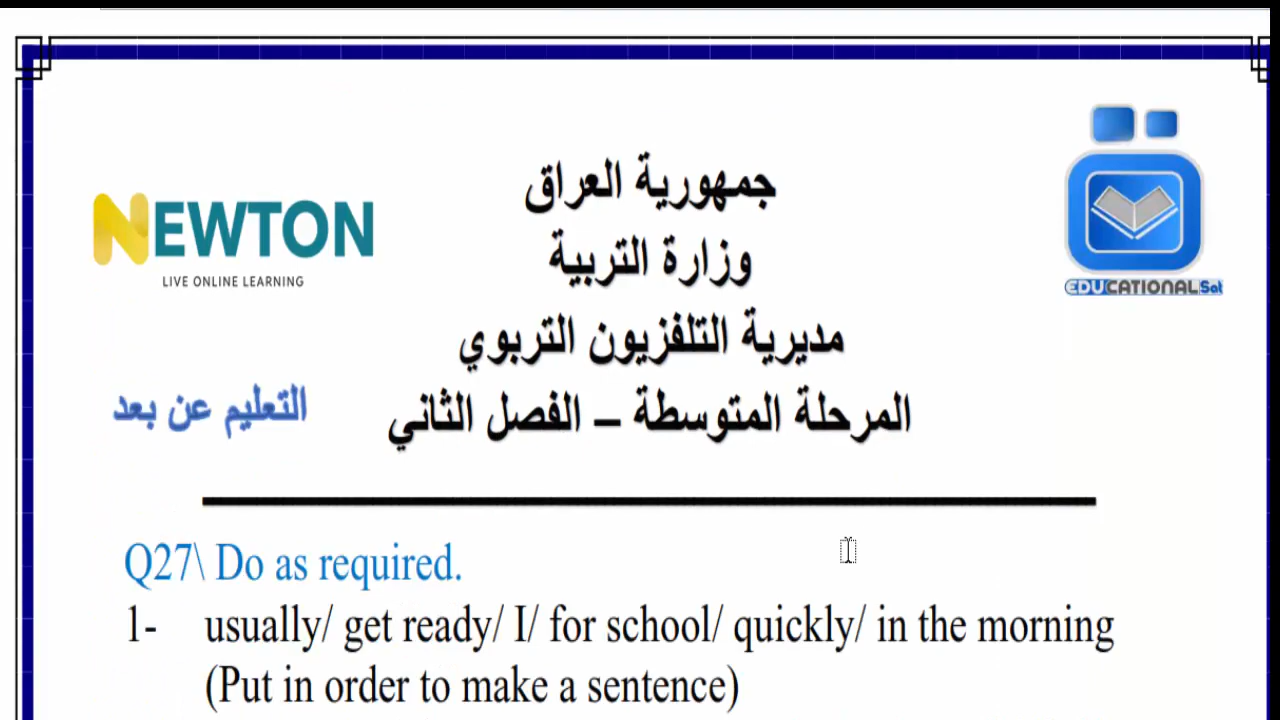 جمهورية العراق
NEWTON
وزارة التربية
LIVE ONLINE LEARNING
EDUCATIONALSat
مديرية التلفزيون التربوي
التعليم عن بعد
المرحلة المتوسطة – الفصل الثاني
Q27\ Do as required.
1- usually/ get ready/ I/ for school/ quickly/ in the morning
(Put in order to make a sentence)